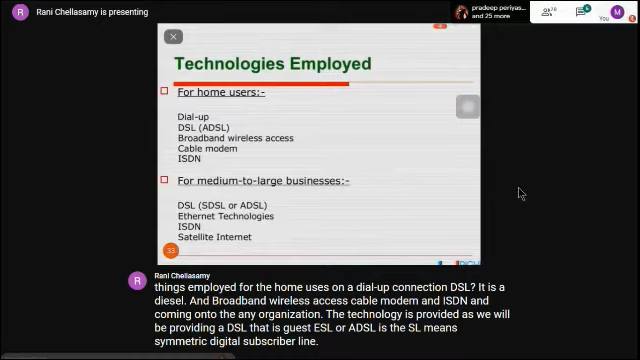 Rani Chellasamy is presenting
pradeep periyas...
and 25 more
You
M
Technologies Employed
For home users:-
Dial-up
DSL (ADSL)
Broadband wireless access
Cable modem
ISDN
For medium-to-large businesses:-
DSL (SDSL or ADSL)
Ethernet Technologies
ISDN
Satellite Internet
33
R
Rani Chellasamy
things employed for the home uses on a dial-up connection DSL? It is a
diesel. And Broadband wireless access cable modem and ISDN and
coming onto the any organization. The technology is provided as we will
be providing a DSL that is guest ESL or ADSL is the SL means
symmetric digital subscriber line.